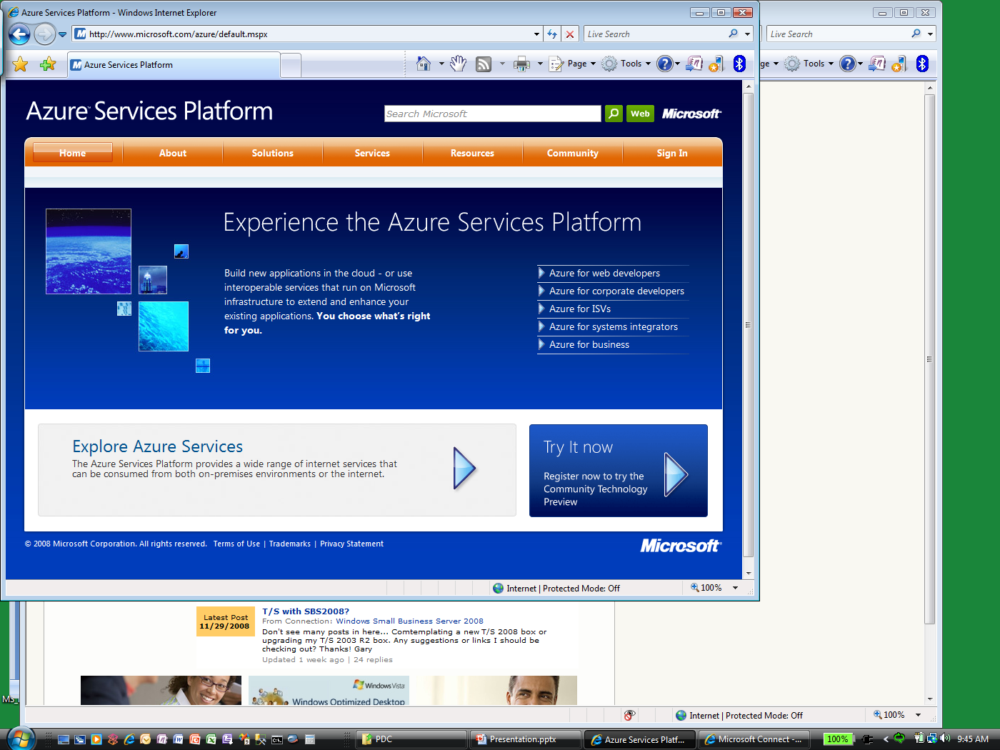 Azure Services Platform - Windows Internet Explorer
http://www.microsoft.com/azure/default.mspx
Live Search
Live Search
Azure Services Platform
Page
Tools
ge
Tools
Azure™ Services Platform
Search Microsoft
Web
Microsoft®
Home
About
Solutions
Services
Resources
Community
Sign In
Experience the Azure Services Platform
Build new applications in the cloud - or use
interoperable services that run on Microsoft
infrastructure to extend and enhance your
existing applications. You choose what's right
for you.
Azure for web developers
Azure for corporate developers
Azure for ISVs
Azure for systems integrators
Azure for business
Explore Azure Services
The Azure Services Platform provides a wide range of internet services that
can be consumed from both on-premises environments or the internet.
Try It now
Register now to try the
Community Technology
Preview
© 2008 Microsoft Corporation. All rights reserved. Terms of Use | Trademarks | Privacy Statement
Microsoft®
Internet | Protected Mode: Off
100%
Latest Post
11/29/2008
T/S with SBS2008?
From Connection: Windows Small Business Server 2008
Don't see many posts in here... Comtemplating a new T/S 2008 box or
upgrading my T/S 2003 R2 box. Any suggestions or links I should be
checking out? Thanks! Gary
Updated 1 week ago | 24 replies
Windows Vista
Windows Optimized Desktop
MS_
Internet | Protected Mode: Off
100%
PDC
Presentation.pptx
Azure Services Platf...
Microsoft Connect -...
100%
9:45 AM